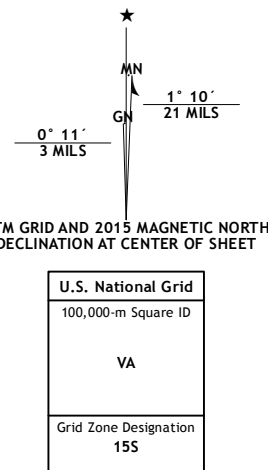 ★
MN
GN
1° 10´
21 MILS
0° 11´
3 MILS
TM GRID AND 2015 MAGNETIC NORTH
DECLINATION AT CENTER OF SHEET
U.S. National Grid
100,000-m Square ID
VA
Grid Zone Designation
15S